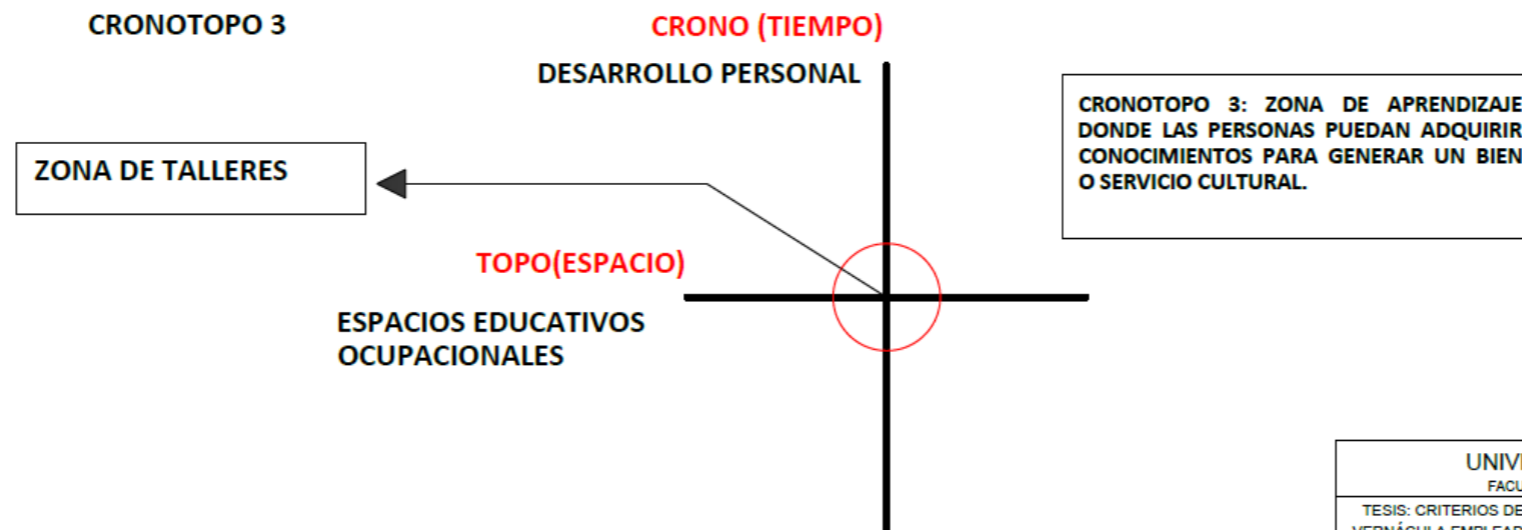 CRONOTOPO 3
CRONO (TIEMPO)
DESARROLLO PERSONAL
CRONOTOPO 3: ZONA DE APRENDIZAJE
DONDE LAS PERSONAS PUEDAN ADQUIRIR
CONOCIMIENTOS PARA GENERAR UN BIEN
O SERVICIO CULTURAL.
ZONA DE TALLERES
TOPO(ESPACIO)
ESPACIOS EDUCATIVOS
OCUPACIONALES
TESIS: CRITERIOS DE